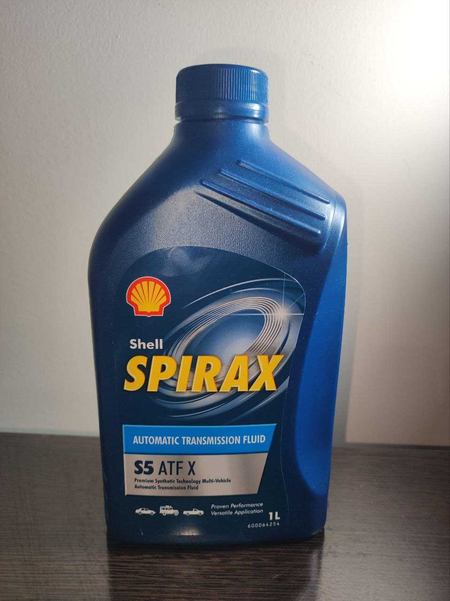 Shell
SPIRAX
AUTOMATIC TRANSMISSION FLUID
S5 ATF X
Premium Synthetic Technology Multi-Vehicle
Automatic Transmission Fluid
Proven Performance
Versatile Application
1L
600064254